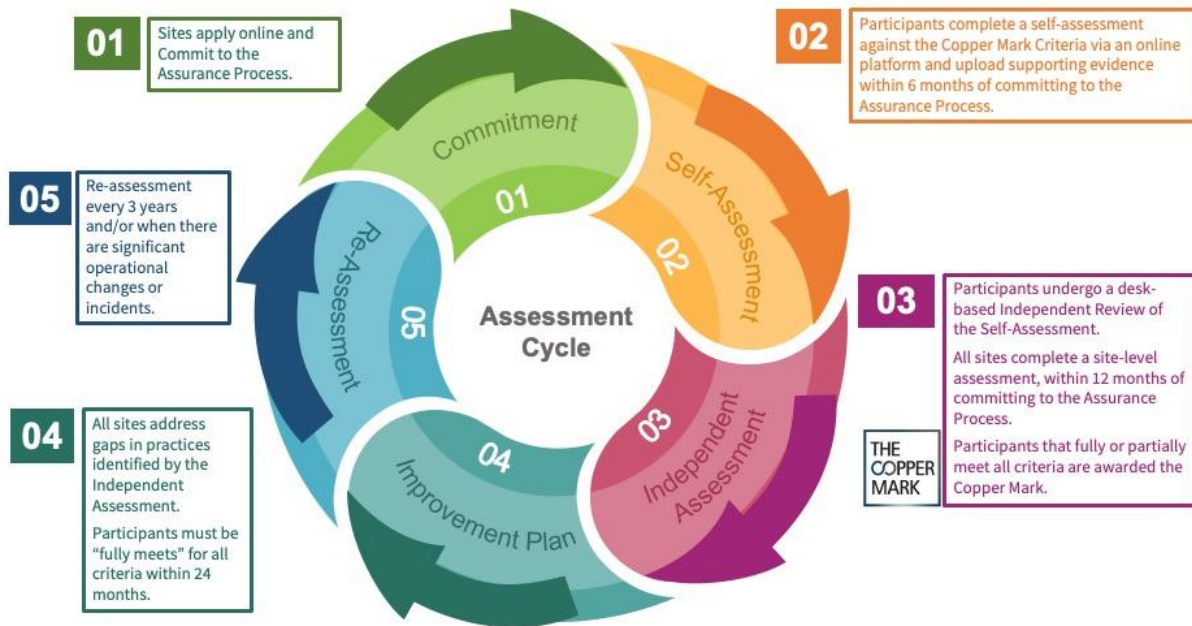 01
Sites apply online and
Commit to the
Assurance Process.
02
Participants complete a self-assessment
against the Copper Mark Criteria via an online
platform and upload supporting evidence
within 6 months of committing to the
Assurance Process.
03
Participants undergo a desk-
based Independent Review of
the Self-Assessment.
All sites complete a site-level
assessment, within 12 months of
committing to the Assurance
Process.
Participants that fully or partially
meet all criteria are awarded the
Copper Mark.
THE
COPPER
MARK
04
All sites address
gaps in practices
identified by the
Independent
Assessment.
Participants must be
“fully meets” for all
criteria within 24
months.
05
Re-assessment
every 3 years
and/or when there
are significant
operational
changes or
incidents.
Assessment
Cycle
Commitment
01
Self-Assessment
02
Independent
Assessment
03
Improvement Plan
04
Re-Assessment
05